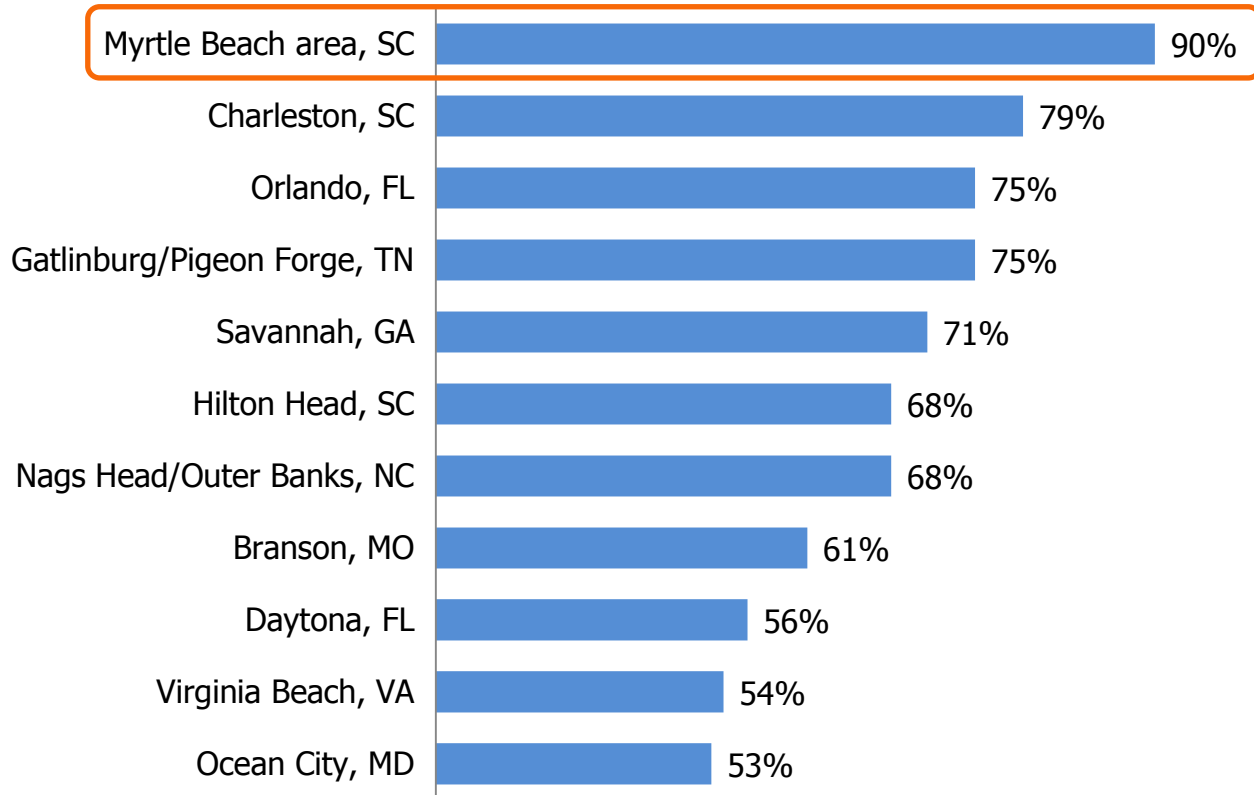 Myrtle Beach area, SC 90%
Charleston, SC 79%
Orlando, FL 75%
Gatlinburg/Pigeon Forge, TN 75%
Savannah, GA 71%
Hilton Head, SC 68%
Nags Head/Outer Banks, NC 68%
Branson, MO 61%
Daytona, FL 56%
Virginia Beach, VA 54%
Ocean City, MD 53%